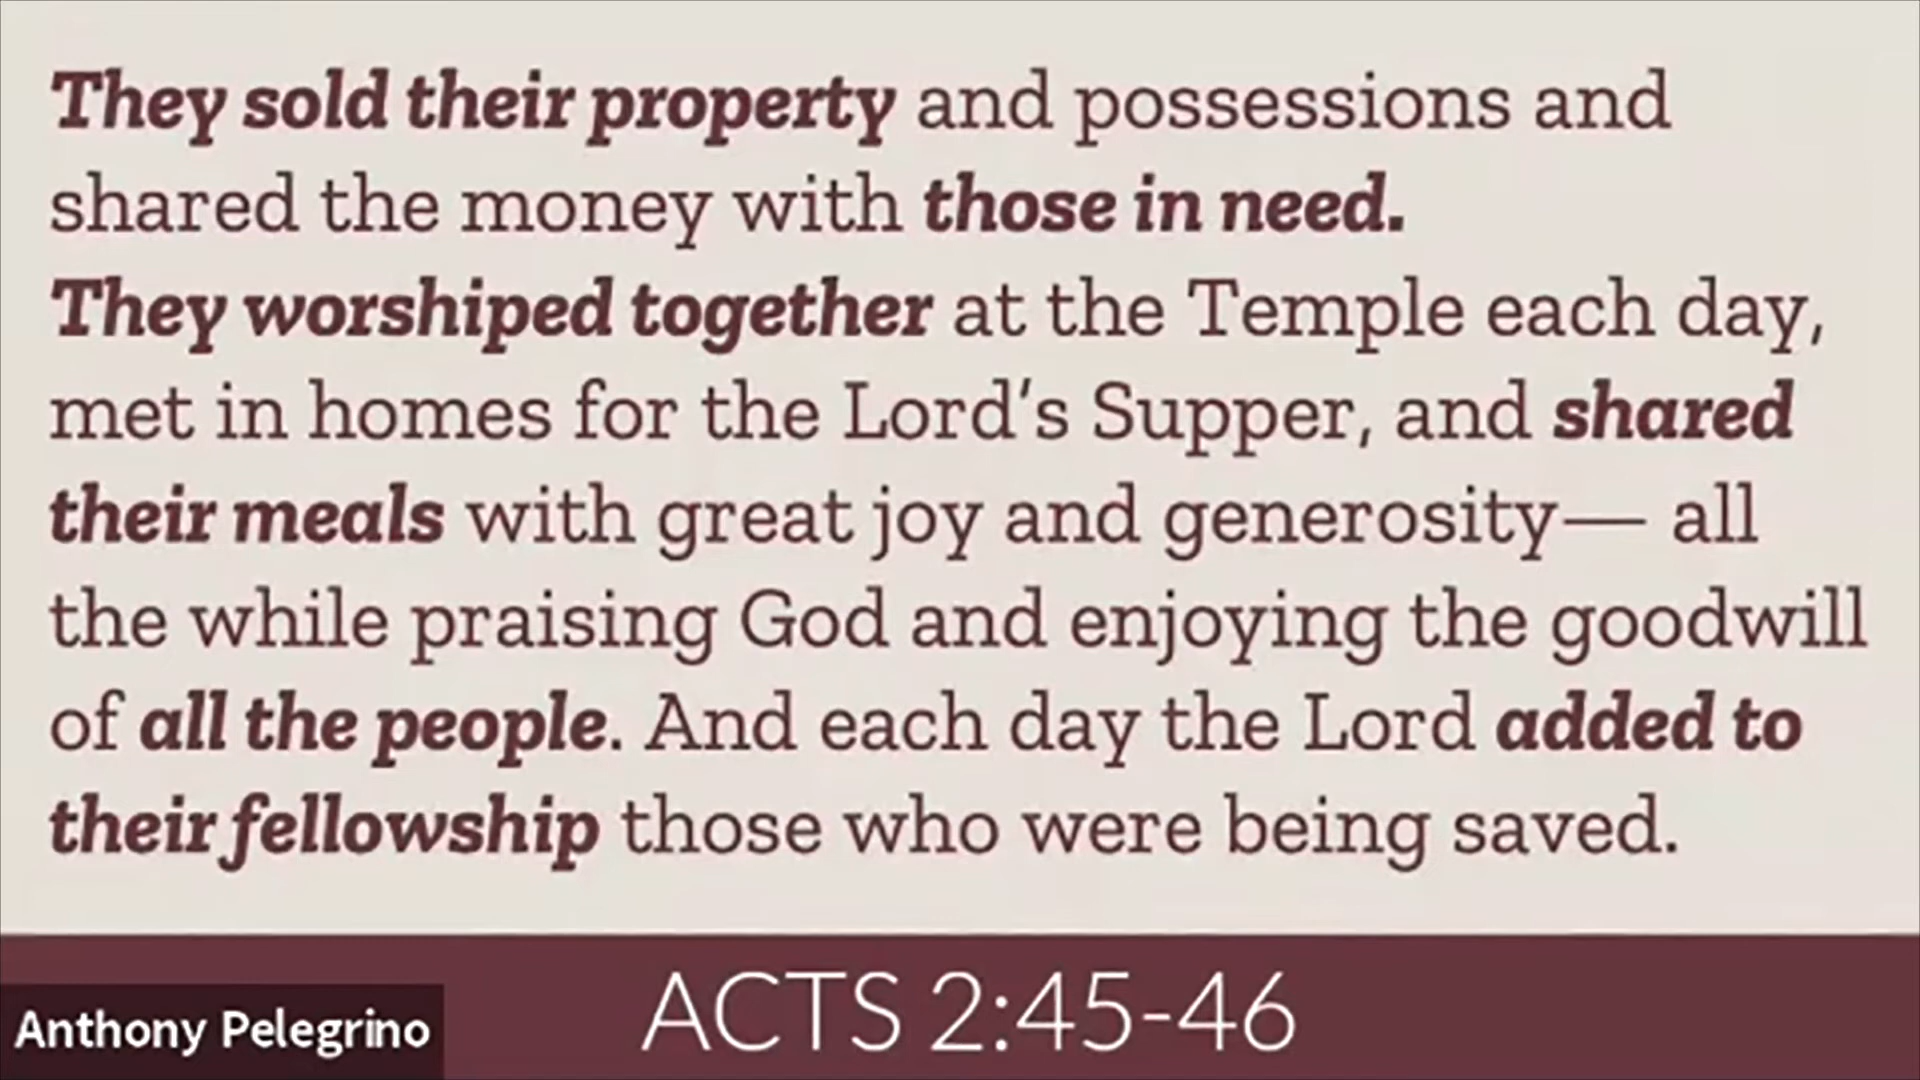 They sold their property and possessions and
shared the money with those in need.
They worshiped together at the Temple each day,
met in homes for the Lord’s Supper, and shared
their meals with great joy and generosity— all
the while praising God and enjoying the goodwill
of all the people. And each day the Lord added to
their fellowship those who were being saved.
ACTS 2:45-46
Anthony Pelegrino